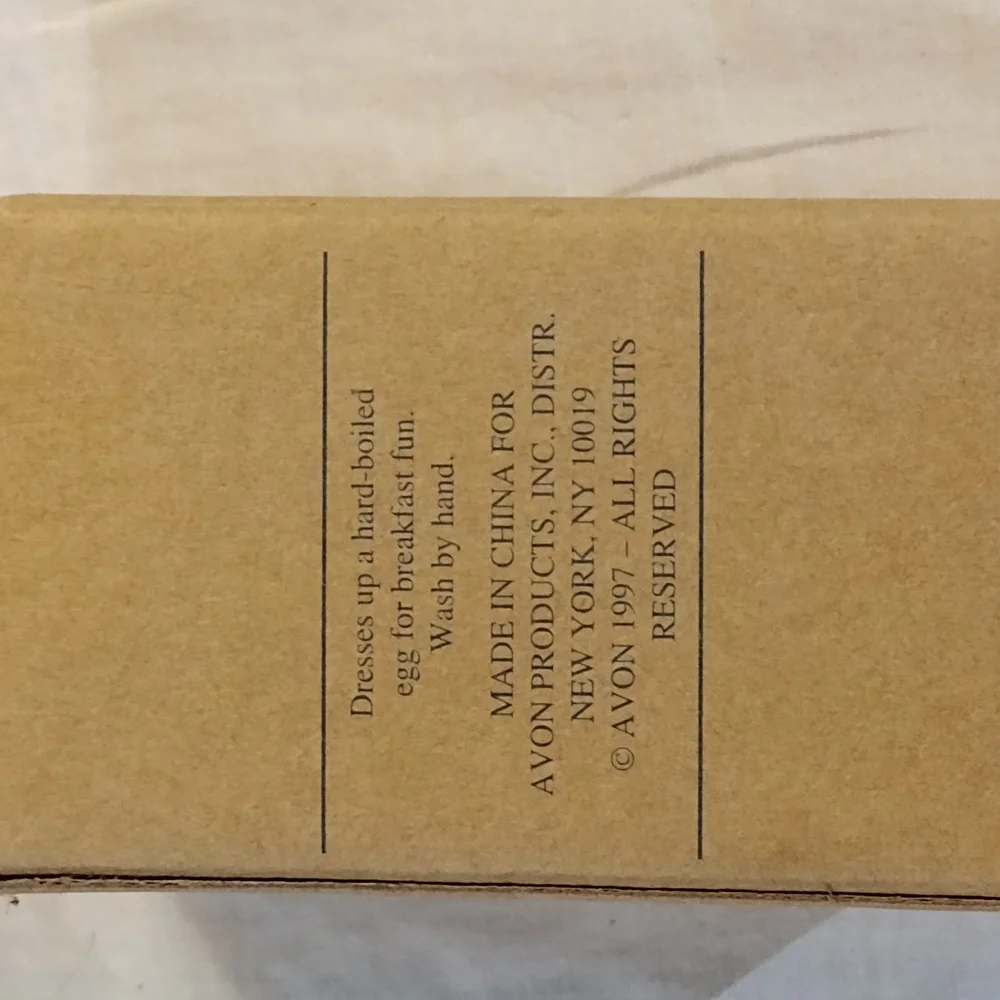 Dresses up a hard-boiled
egg for breakfast fun.
Wash by hand.
MADE IN CHINA FOR
AVON PRODUCTS, INC., DISTR.
NEW YORK, NY 10019
© AVON 1997 – ALL RIGHTS
RESERVED